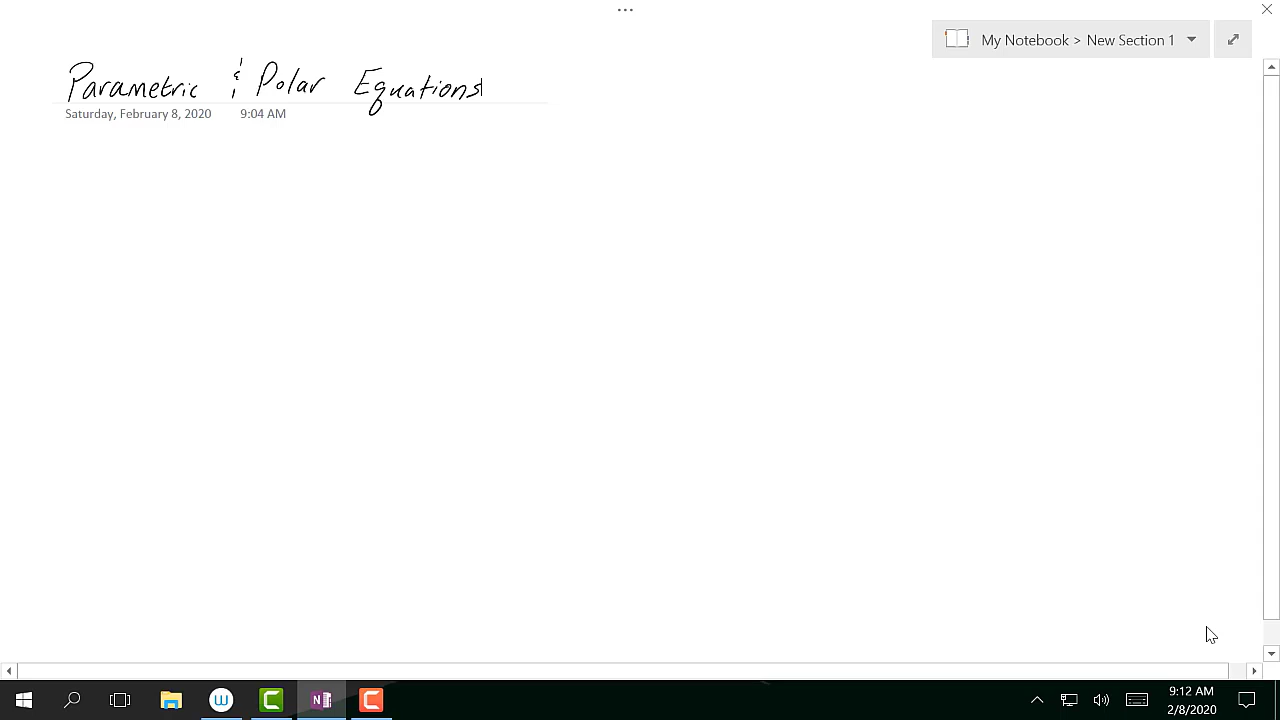 My Notebook > New Section 1
Parametric & Polar Equations
Saturday, February 8, 2020 9:04 AM
9:12 AM
2/8/2020